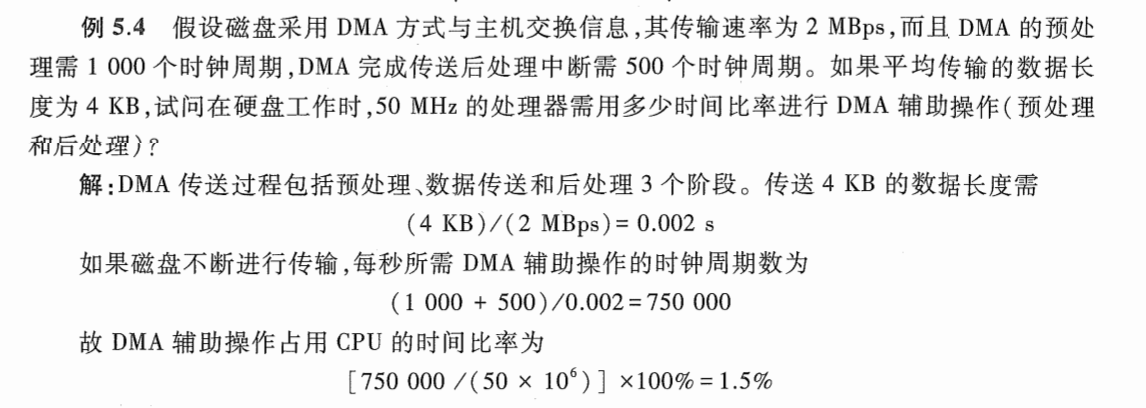 例 5.4 假设磁盘采用 DMA 方式与主机交换信息,其传输速率为 2 MBps,而且 DMA 的预处
理需 1 000 个时钟周期,DMA 完成传送后处理中断需 500 个时钟周期。如果平均传输的数据长
度为 4 KB,试问在硬盘工作时,50 MHz 的处理器需用多少时间比率进行 DMA 辅助操作(预处理
和后处理)?
解:DMA 传送过程包括预处理、数据传送和后处理 3 个阶段。传送 4 KB 的数据长度需
(4 KB)/(2 MBps)= 0.002 s
如果磁盘不断进行传输,每秒所需 DMA 辅助操作的时钟周期数为
(1 000 + 500)/0.002=750 000
故 DMA 辅助操作占用 CPU 的时间比率为
[750 000 /(50 × 10⁶)] ×100% = 1.5%